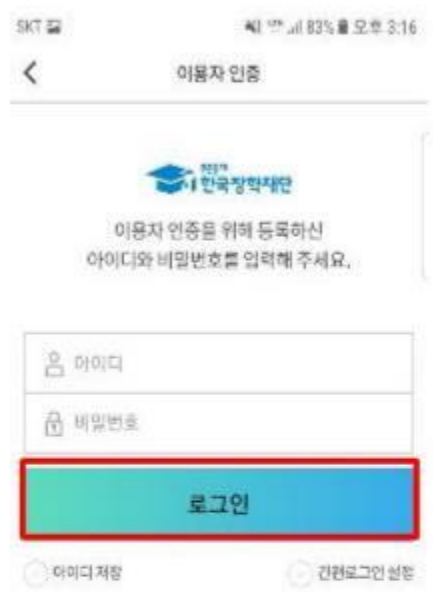 SKT
83% 오후 3:16
이용자 인증
한국장학재단
이용자 인증을 위해 등록하신
아이디와 비밀번호를 입력해 주세요.
아이디
비밀번호
로그인
아이디 저장
간편로그인 설정